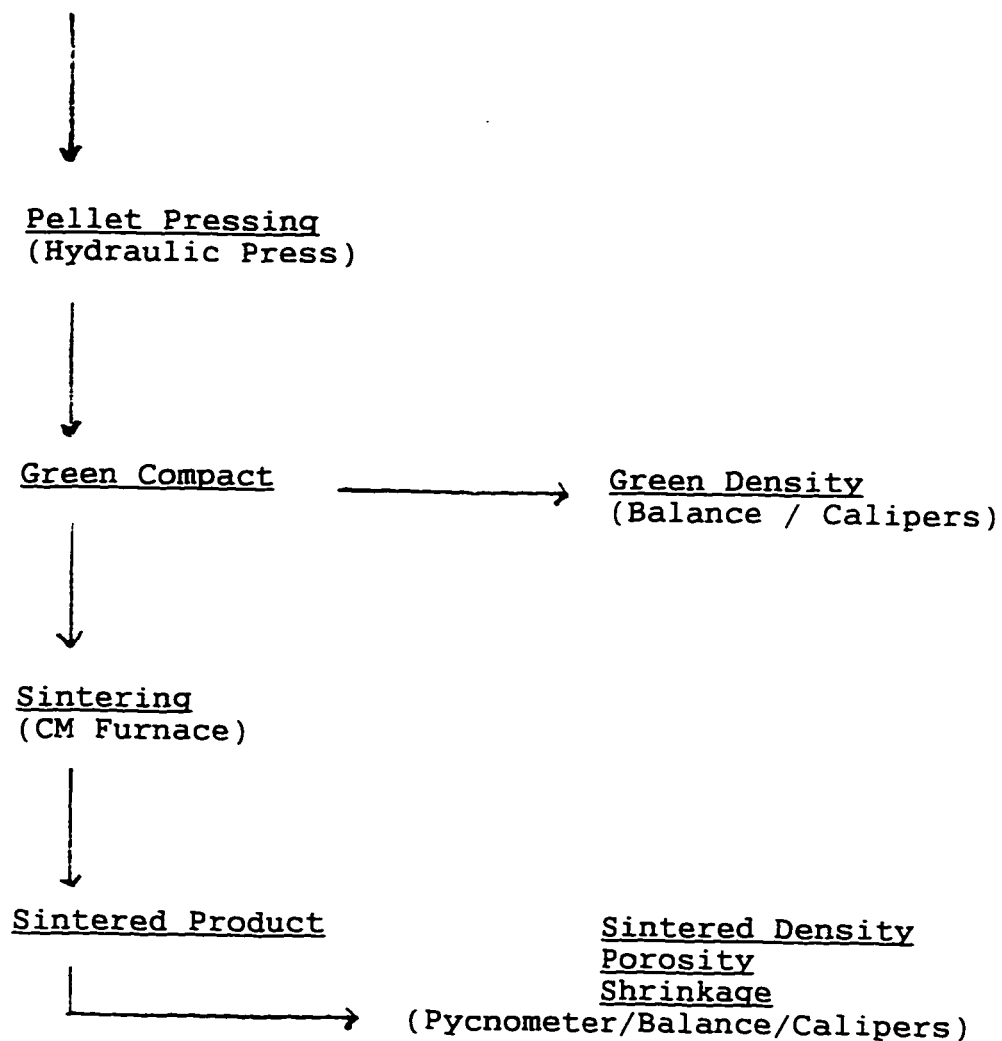 Pellet Pressing
(Hydraulic Press)
Green Compact
Green Density
(Balance / Calipers)
Sintering
(CM Furnace)
Sintered Product
Sintered Density
Porosity
Shrinkage
(Pycnometer/Balance/Calipers)